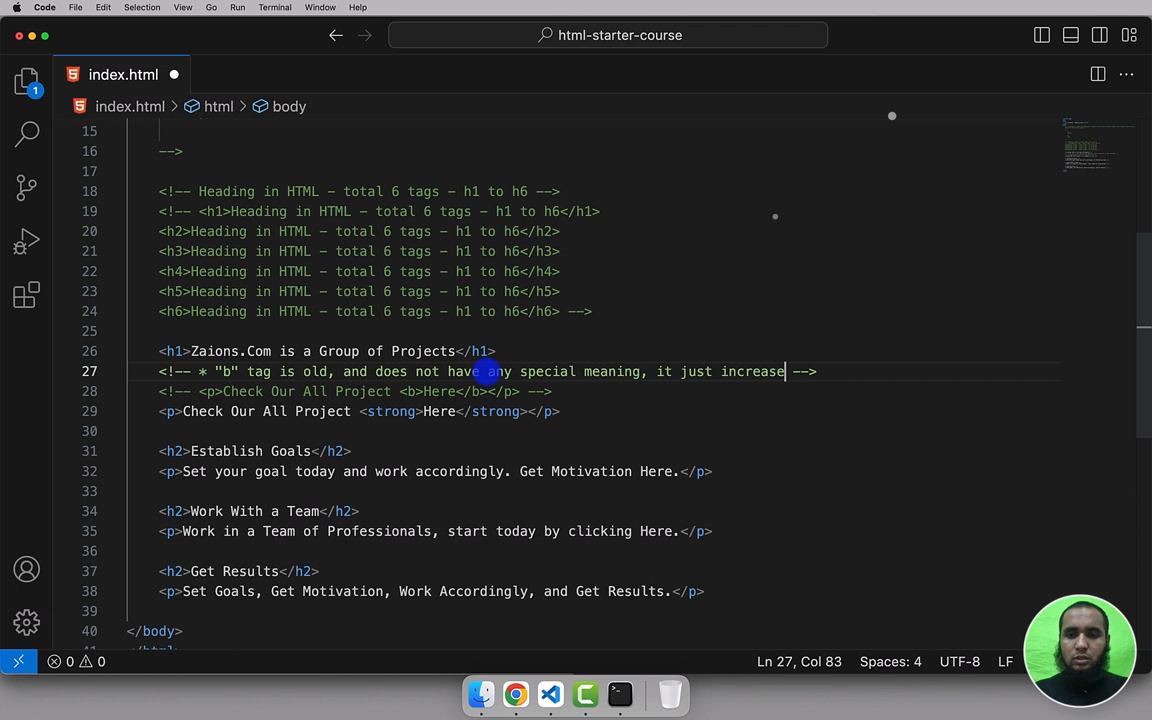 Code File Edit Selection View Go Run Terminal Window Help
html-starter-course
index.html
index.html > html > body
1
15
16 -->
17
18 <!-- Heading in HTML - total 6 tags - h1 to h6 -->
19 <!-- <h1>Heading in HTML - total 6 tags - h1 to h6</h1>
20 <h2>Heading in HTML - total 6 tags - h1 to h6</h2>
21 <h3>Heading in HTML - total 6 tags - h1 to h6</h3>
22 <h4>Heading in HTML - total 6 tags - h1 to h6</h4>
23 <h5>Heading in HTML - total 6 tags - h1 to h6</h5>
24 <h6>Heading in HTML - total 6 tags - h1 to h6</h6> -->
25
26 <h1>Zaions.Com is a Group of Projects</h1>
27 <!-- * "b" tag is old, and does not have any special meaning, it just increase -->
28 <!-- <p>Check Our All Project <b>Here</b></p> -->
29 <p>Check Our All Project <strong>Here</strong></p>
30
31 <h2>Establish Goals</h2>
32 <p>Set your goal today and work accordingly. Get Motivation Here.</p>
33
34 <h2>Work With a Team</h2>
35 <p>Work in a Team of Professionals, start today by clicking Here.</p>
36
37 <h2>Get Results</h2>
38 <p>Set Goals, Get Motivation, Work Accordingly, and Get Results.</p>
39
40 </body>
0 0 Ln 27, Col 83 Spaces: 4 UTF-8 LF